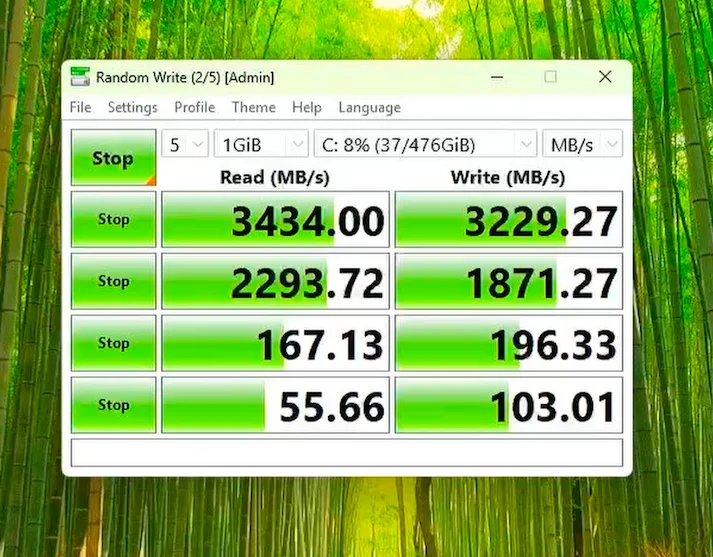 Random Write (2/5) [Admin]
File Settings Profile Theme Help Language
Stop 5 1GiB C: 8% (37/476GiB) MB/s
Read (MB/s) Write (MB/s)
Stop 3434.00 3229.27
Stop 2293.72 1871.27
Stop 167.13 196.33
Stop 55.66 103.01